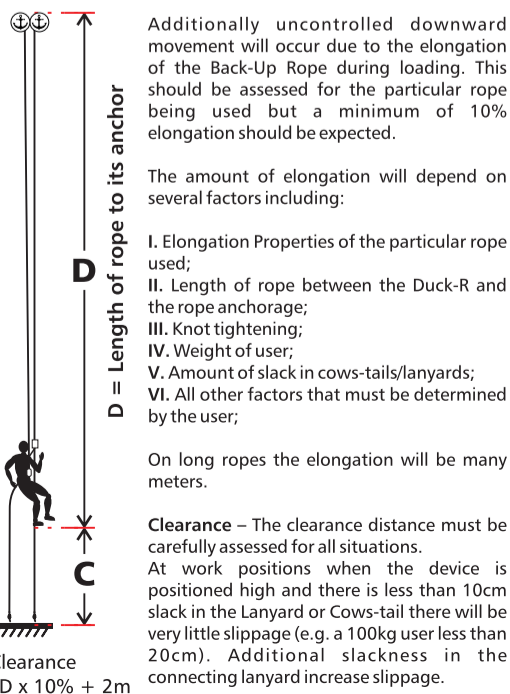 Additionally uncontrolled downward
movement will occur due to the elongation
of the Back-Up Rope during loading. This
should be assessed for the particular rope
being used but a minimum of 10%
elongation should be expected.
The amount of elongation will depend on
several factors including:
I. Elongation Properties of the particular rope
used;
II. Length of rope between the Duck-R and
the rope anchorage;
III. Knot tightening;
IV. Weight of user;
V. Amount of slack in cows-tails/lanyards;
VI. All other factors that must be determined
by the user;
On long ropes the elongation will be many
meters.
Clearance – The clearance distance must be
carefully assessed for all situations.
At work positions when the device is
positioned high and there is less than 10cm
slack in the Lanyard or Cows-tail there will be
very little slippage (e.g. a 100kg user less than
20cm). Additional slackness in the
connecting lanyard increase slippage.
D
D = Length of rope to its anchor
C
learance
D x 10% + 2m